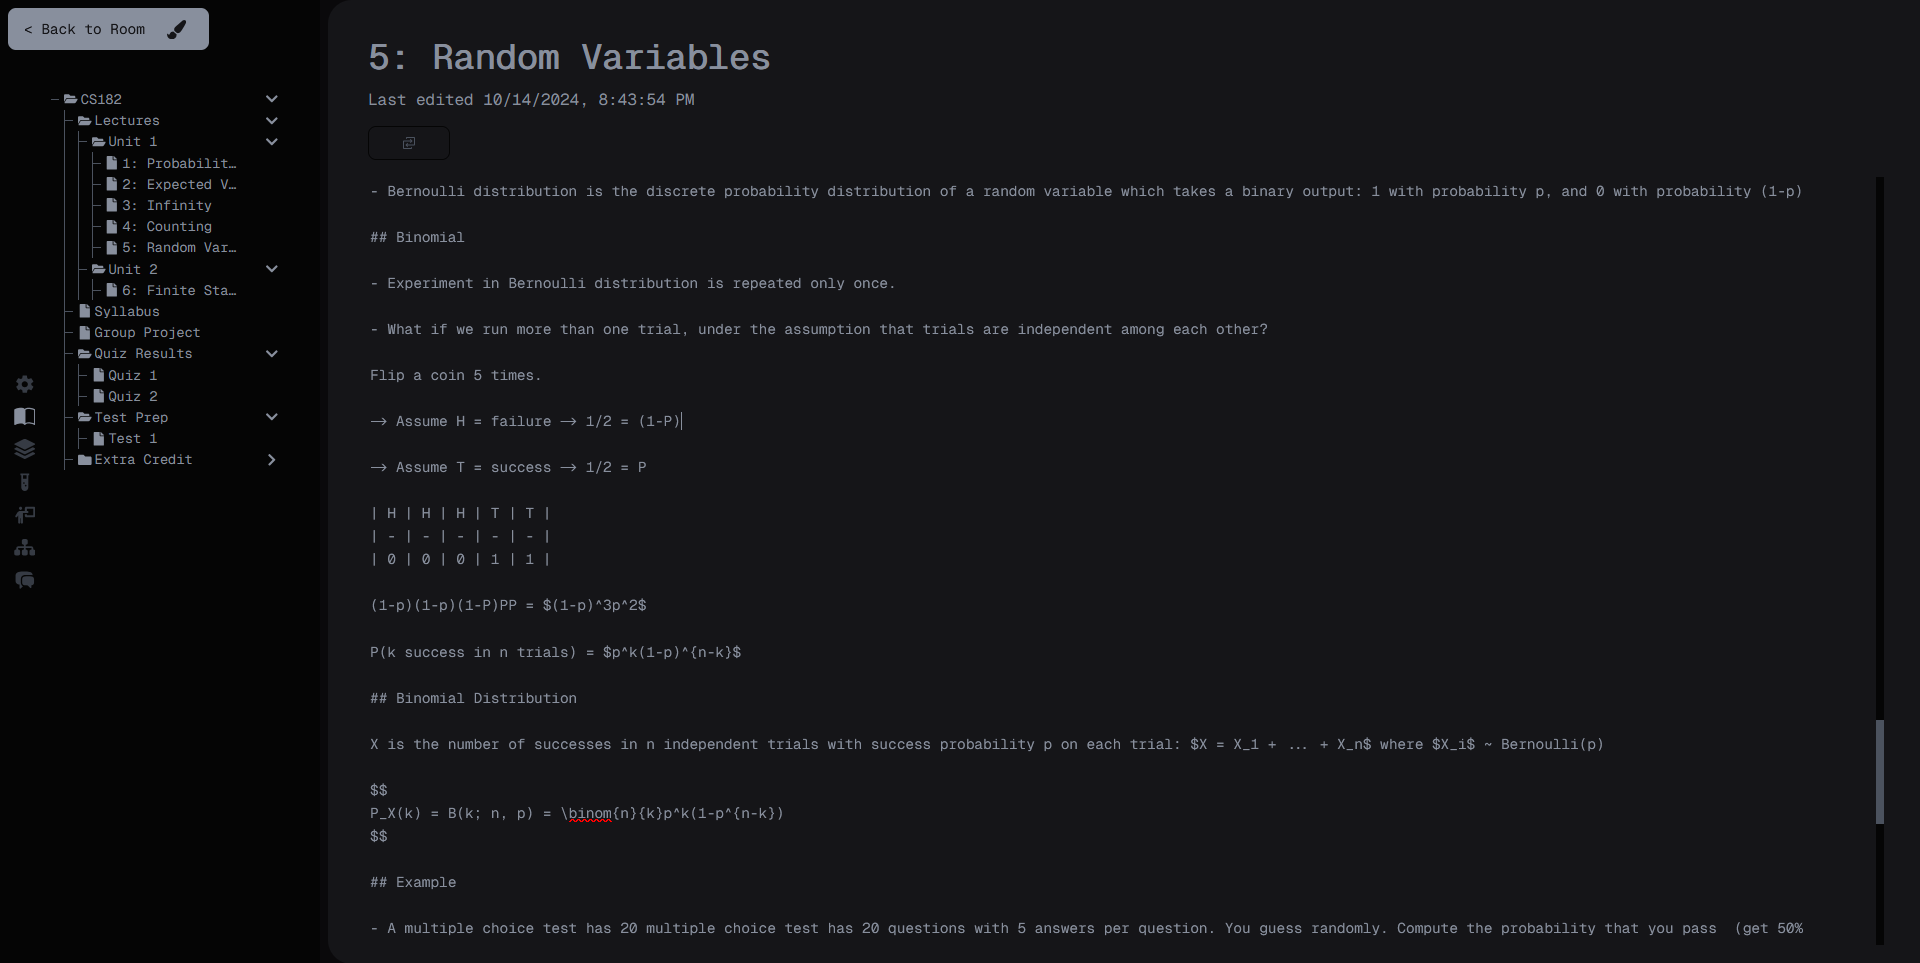 < Back to Room
CS182
Lectures
Unit 1
1: Probabilit…
2: Expected V…
3: Infinity
4: Counting
5: Random Var…
Unit 2
6: Finite Sta…
Syllabus
Group Project
Quiz Results
Quiz 1
Quiz 2
Test Prep
Test 1
Extra Credit
5: Random Variables
Last edited 10/14/2024, 8:43:54 PM
- Bernoulli distribution is the discrete probability distribution of a random variable which takes a binary output: 1 with probability p, and 0 with probability (1-p)
## Binomial
- Experiment in Bernoulli distribution is repeated only once.
- What if we run more than one trial, under the assumption that trials are independent among each other?
Flip a coin 5 times.
—> Assume H = failure —> 1/2 = (1-P)
—> Assume T = success —> 1/2 = P
| H | H | H | T | T |
| - | - | - | - | - |
| 0 | 0 | 0 | 1 | 1 |
(1-p)(1-p)(1-P)PP = $(1-p)^3p^2$
P(k success in n trials) = $p^k(1-p)^{n-k}$
## Binomial Distribution
X is the number of successes in n independent trials with success probability p on each trial: $X = X_1 + ... + X_n$ where $X_i$ ~ Bernoulli(p)
$$
P_X(k) = B(k; n, p) = \binom{n}{k}p^k(1-p^{n-k})
$$
## Example
- A multiple choice test has 20 multiple choice test has 20 questions with 5 answers per question. You guess randomly. Compute the probability that you pass  (get 50%